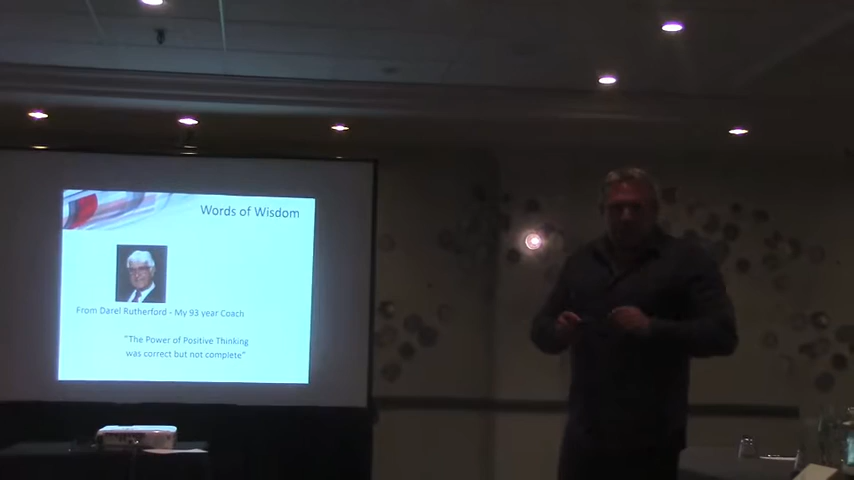 Words of Wisdom
From Darel Rutherford - My 93 year Coach
"The Power of Positive Thinking
was correct but not complete"